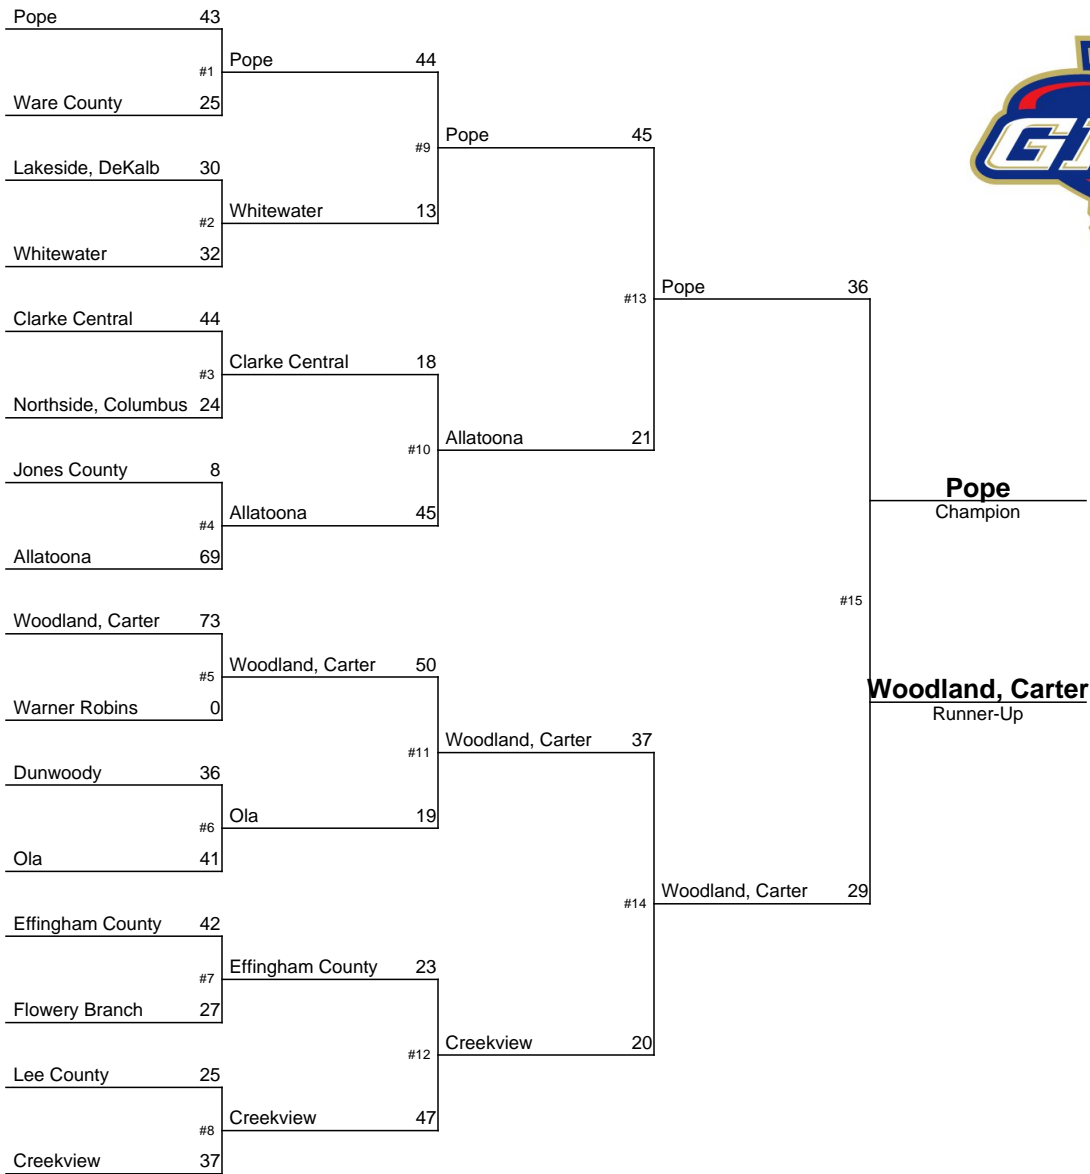 Pope 43
#1
Ware County 25
Pope 44
Lakeside, DeKalb 30
#2
Whitewater 32
Whitewater 13
#9
Pope 45
Clarke Central 44
#3
Northside, Columbus 24
Clarke Central 18
Jones County 8
#4
Allatoona 69
Allatoona 45
#10
Allatoona 21
#13
Pope 36
Woodland, Carter 73
#5
Warner Robins 0
Woodland, Carter 50
Dunwoody 36
#6
Ola 41
Ola 19
#11
Woodland, Carter 37
Effingham County 42
#7
Flowery Branch 27
Effingham County 23
Lee County 25
#8
Creekview 37
Creekview 47
#12
Creekview 20
#14
Woodland, Carter 29
#15
Pope
Champion
Woodland, Carter
Runner-Up